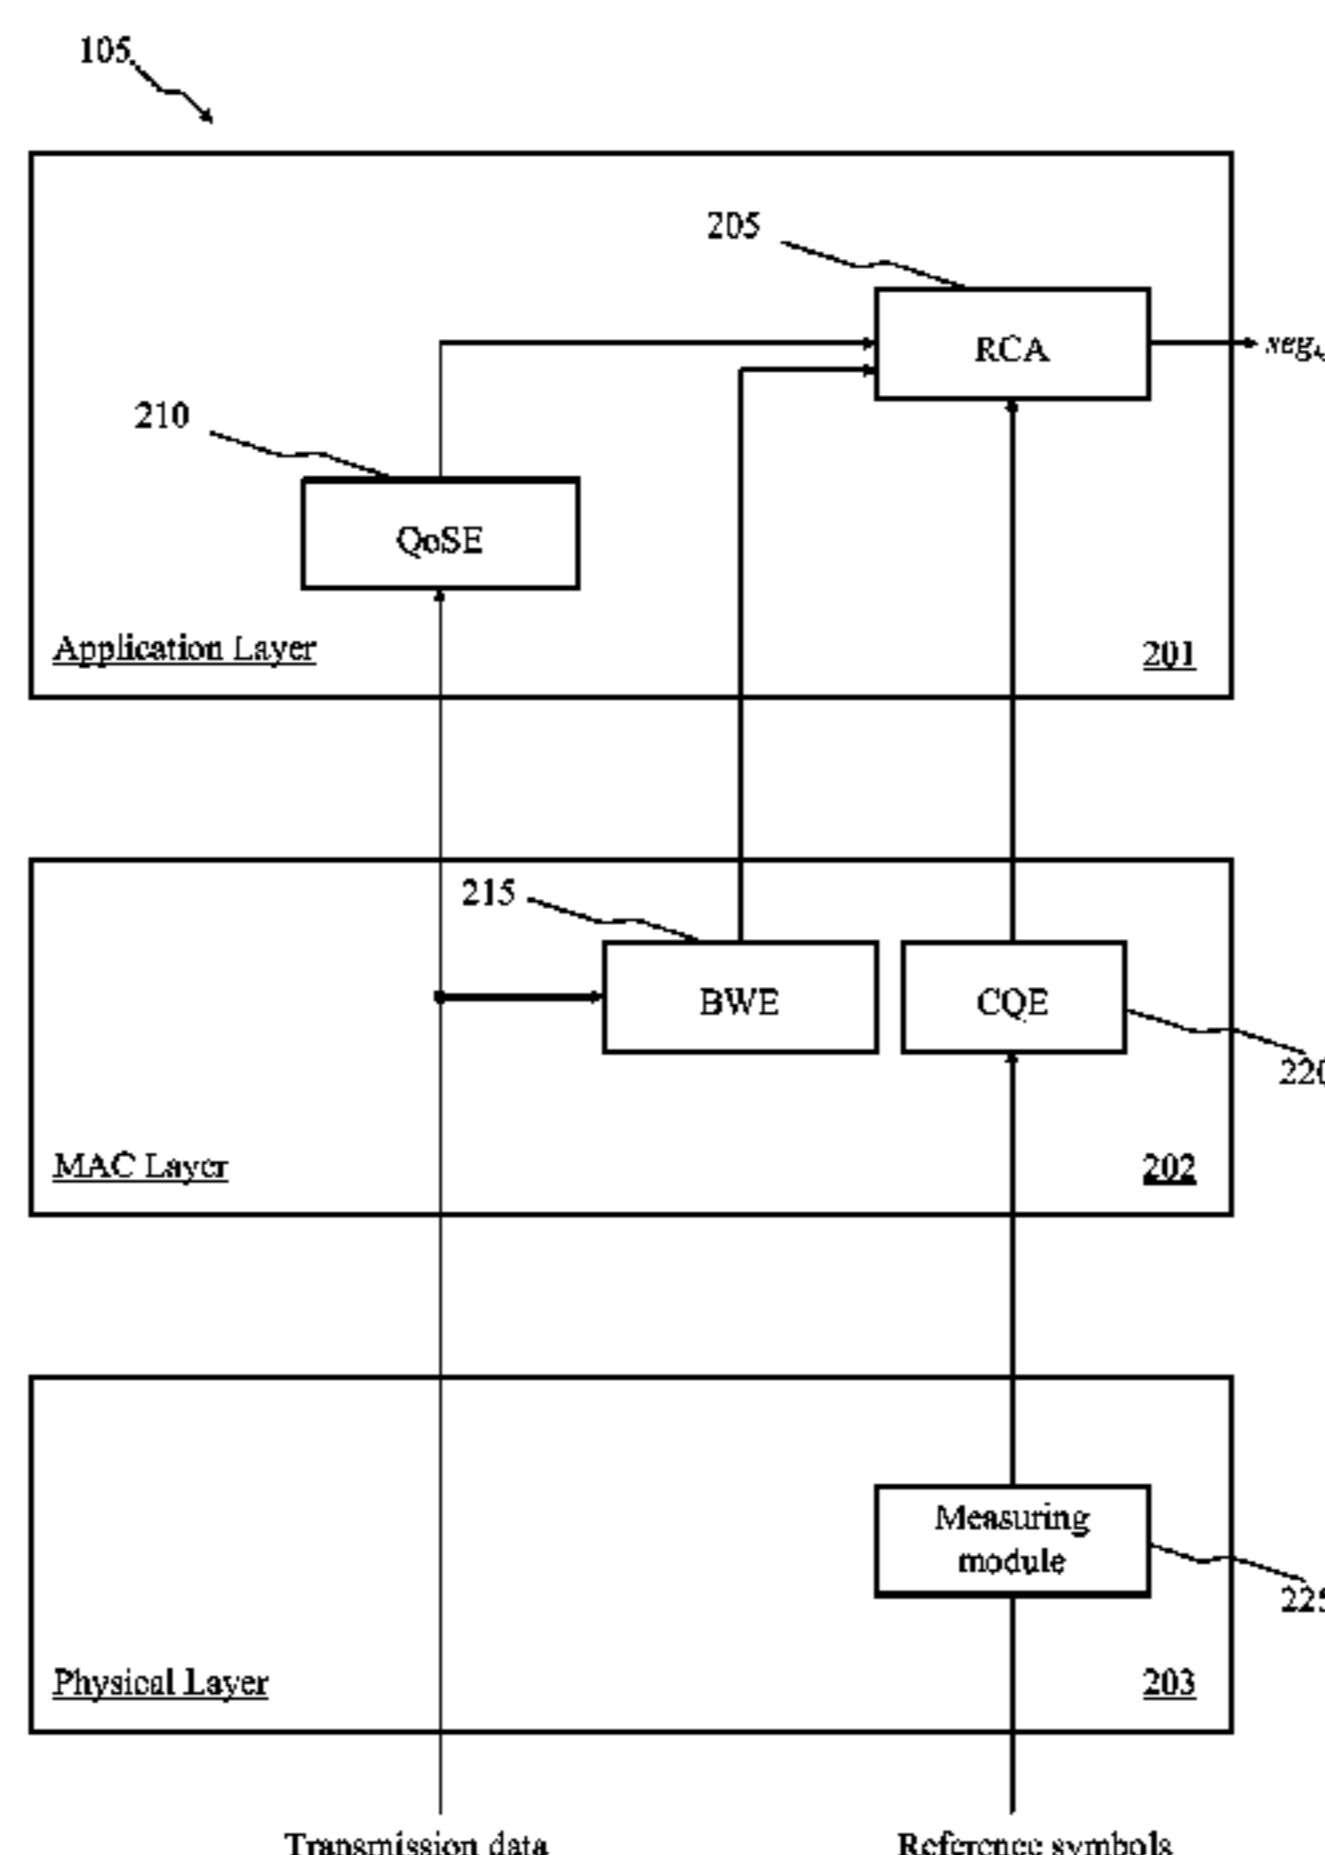 105
205
RCA
210
QoSE
Application Layer
201
215
BWE
CQE
MAC Layer
202
Measuring
module
Physical Layer
203
Transmission data
Reference symbols